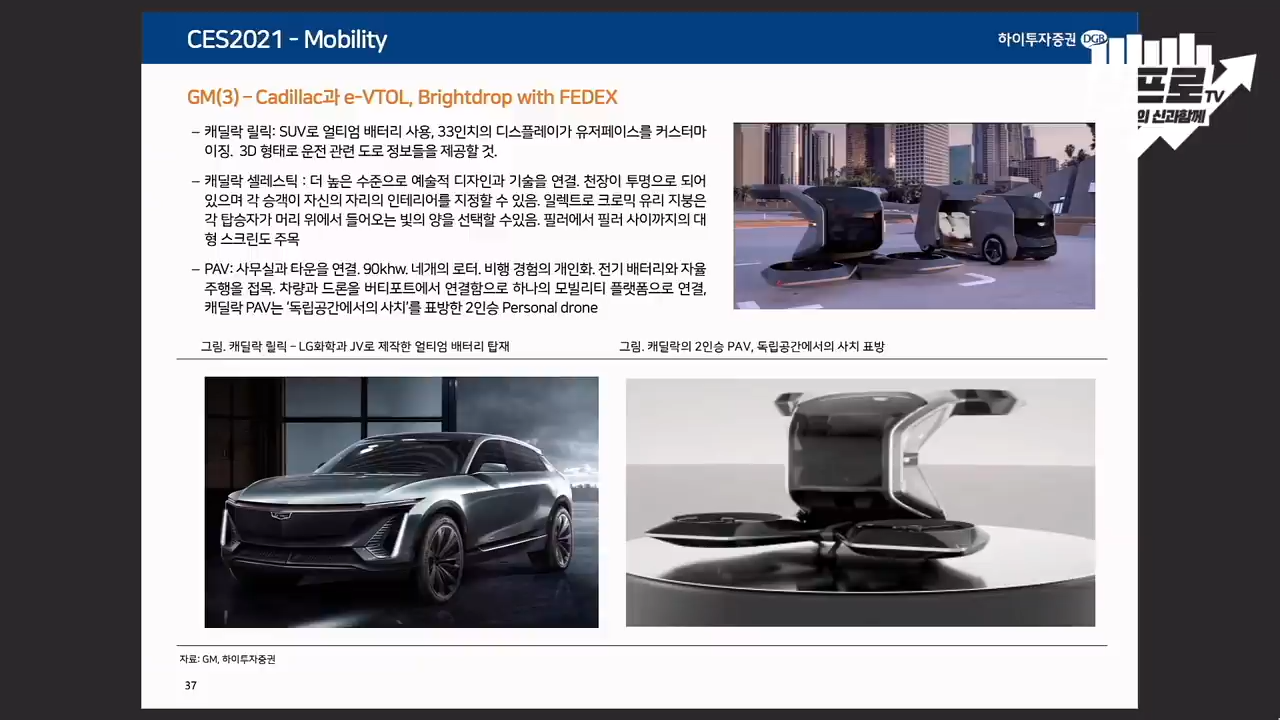 CES2021 - Mobility
하이투자증권 DGB
프로TV
의 신과함께
GM(3) – Cadillac과 e-VTOL, Brightdrop with FEDEX
– 캐딜락 릴릭: SUV로 얼티엄 배터리 사용, 33인치의 디스플레이가 유저페이스를 커스터마
이징. 3D 형태로 운전 관련 도로 정보들을 제공할 것.
– 캐딜락 셀레스틱 : 더 높은 수준으로 예술적 디자인과 기술을 연결. 천장이 투명으로 되어
있으며 각 승객이 자신의 자리의 인테리어를 지정할 수 있음. 일렉트로 크로믹 유리 지붕은
각 탑승자가 머리 위에서 들어오는 빛의 양을 선택할 수있음. 필러에서 필러 사이까지의 대
형 스크린도 주목
– PAV: 사무실과 타운을 연결. 90khw. 네개의 로터. 비행 경험의 개인화. 전기 배터리와 자율
주행을 접목. 차량과 드론을 버티포트에서 연결함으로 하나의 모빌리티 플랫폼으로 연결,
캐딜락 PAV는 ‘독립공간에서의 사치’를 표방한 2인승 Personal drone
그림. 캐딜락 릴릭 – LG화학과 JV로 제작한 얼티엄 배터리 탑재
그림. 캐딜락의 2인승 PAV, 독립공간에서의 사치 표방
자료: GM, 하이투자증권
37